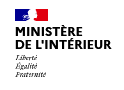 MINISTÈRE
DE L'INTÉRIEUR
Liberté
Égalité
Fraternité